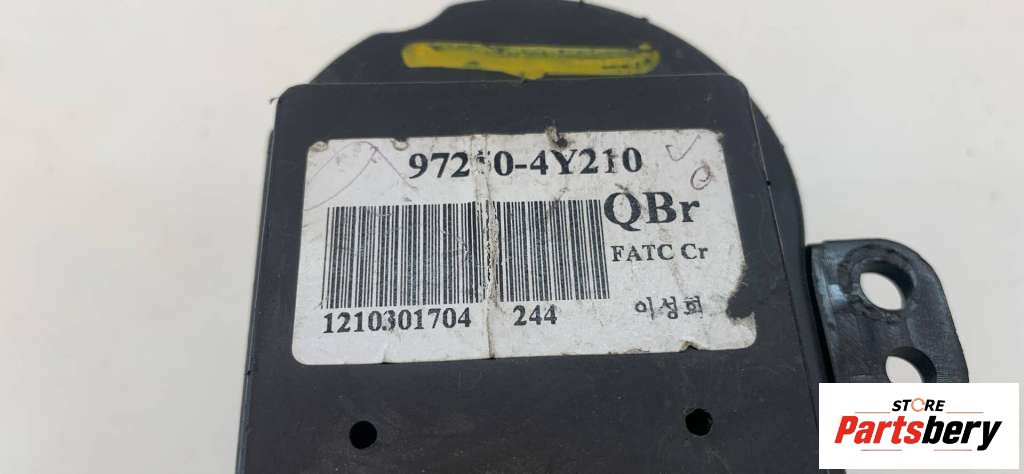 97250-4Y210
QBr
FATC Cr
1210301704 244
이성희
STORE
Partsbery